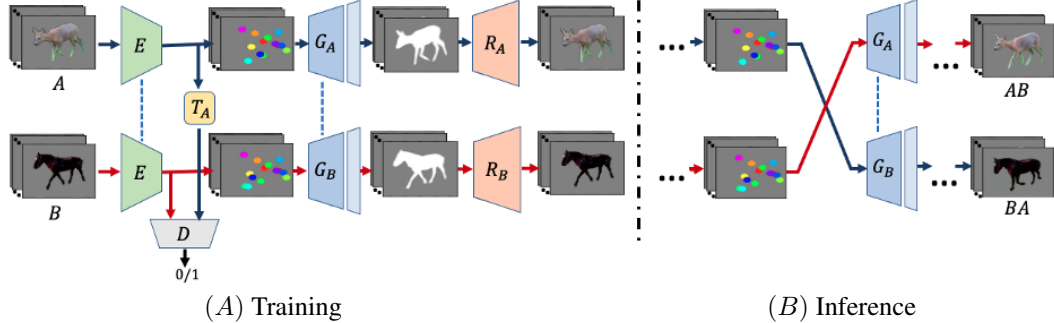 A
E
G_A
R_A
T_A
B
E
G_B
R_B
D
0/1
(A) Training
G_A
AB
G_B
BA
(B) Inference